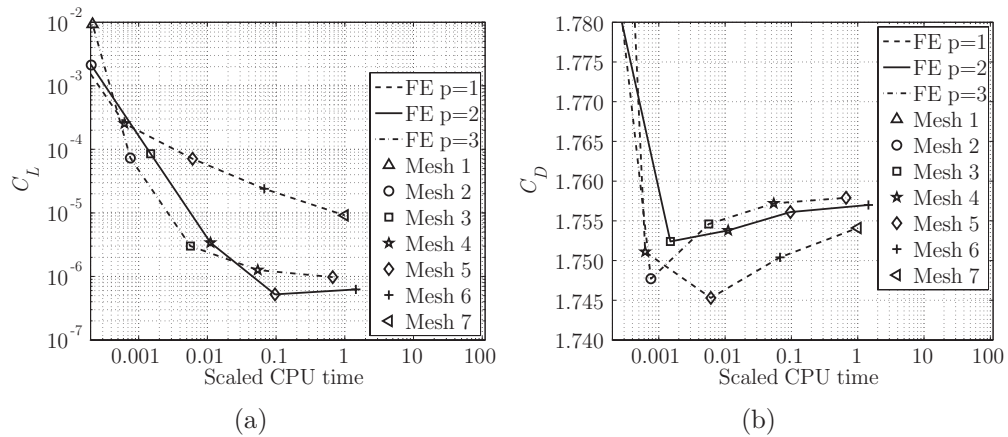 10^-2
10^-3
10^-4
10^-5
10^-6
10^-7
C_L
0.001 0.01 0.1 1 10 100
Scaled CPU time
FE p=1
FE p=2
FE p=3
Mesh 1
Mesh 2
Mesh 3
Mesh 4
Mesh 5
Mesh 6
Mesh 7
(a)
1.780
1.775
1.770
1.765
1.760
1.755
1.750
1.745
1.740
C_D
0.001 0.01 0.1 1 10 100
Scaled CPU time
FE p=1
FE p=2
FE p=3
Mesh 1
Mesh 2
Mesh 3
Mesh 4
Mesh 5
Mesh 6
Mesh 7
(b)